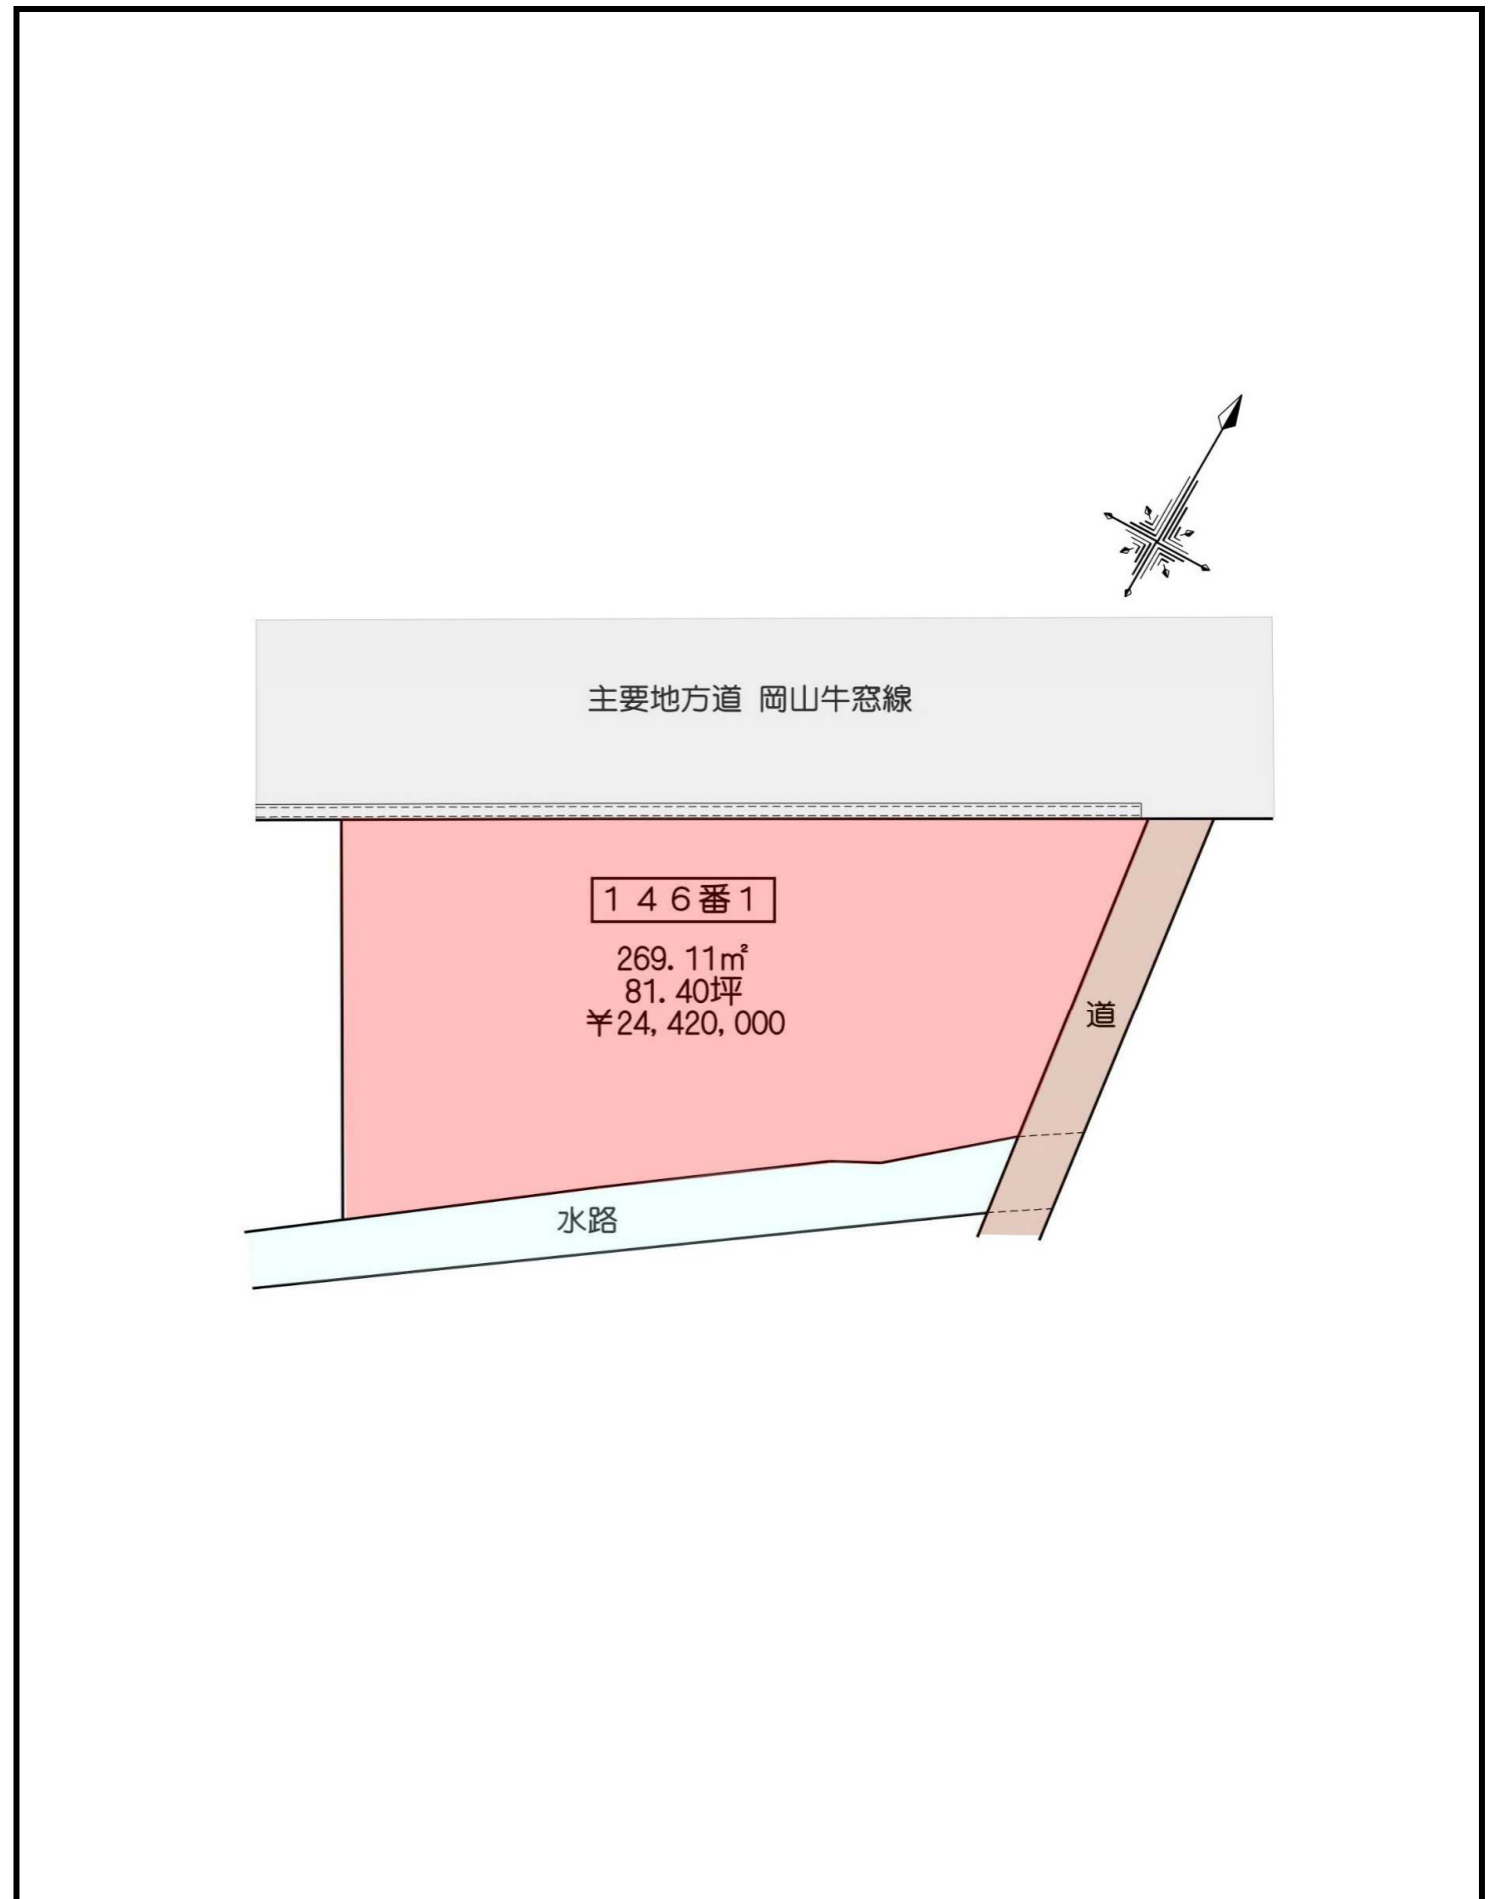 主要地方道 岡山牛窓線
１４６番１
269.11㎡
81.40坪
¥24,420,000
道
水路